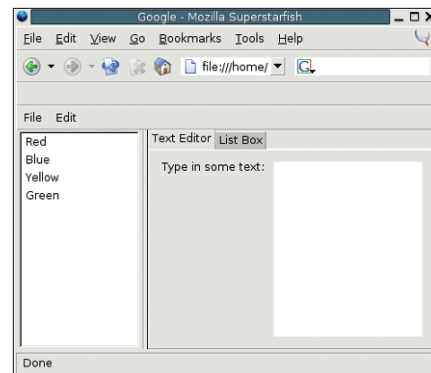 Google - Mozilla Superstarfish
File Edit View Go Bookmarks Tools Help
file:///home/ G
File Edit
Red
Blue
Yellow
Green
Text Editor List Box
Type in some text:
Done